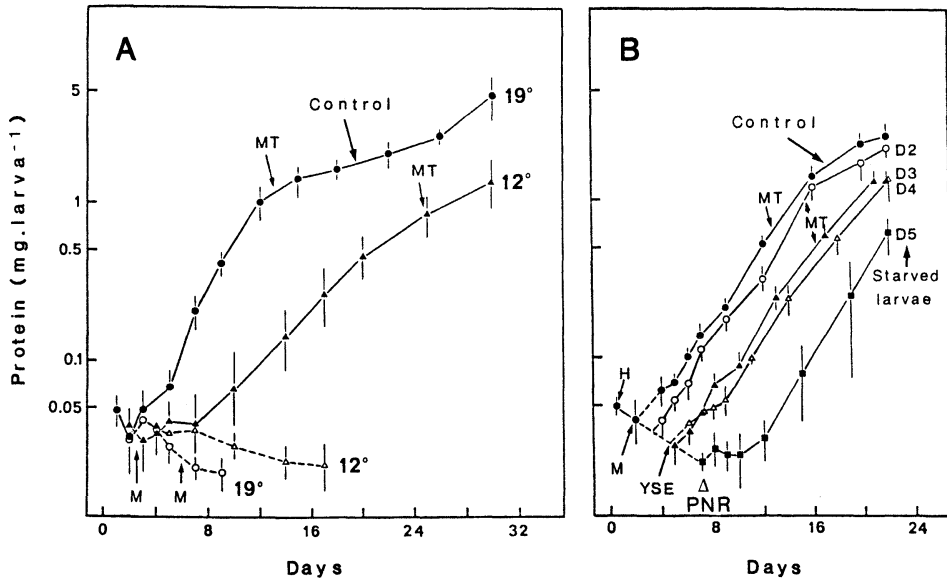 A
B
Protein (mg.larva⁻¹)
5
1
0.5
0.1
0.05
Control
19°
MT
MT
12°
12°
19°
M
M
0 8 16 24 32
Days
Control
D2
D3
D4
D5
MT
MT
Starved
larvae
H
M
YSE
Δ
PNR
0 8 16 24
Days